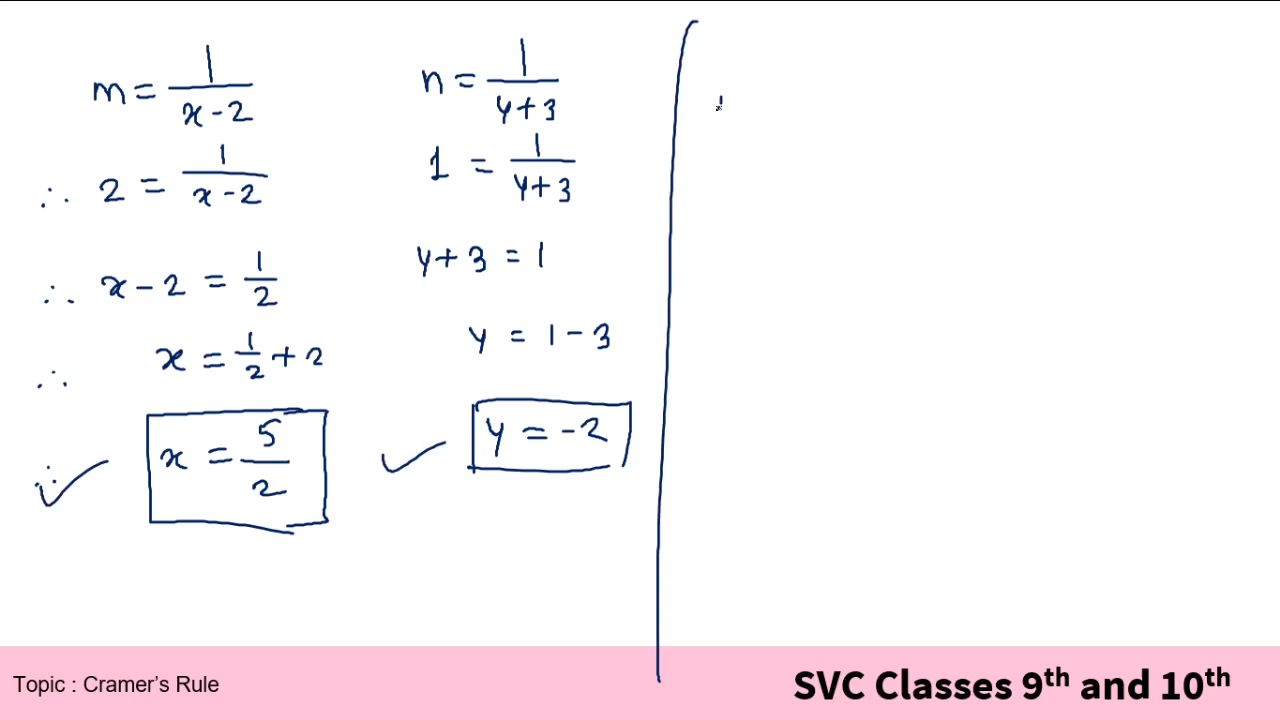 m = 1/(x-2)
∴ 2 = 1/(x-2)
∴ x-2 = 1/2
∴ x = 1/2 + 2
∴ x = 5/2
n = 1/(y+3)
1 = 1/(y+3)
y+3 = 1
y = 1-3
y = -2
Topic : Cramer’s Rule
SVC Classes 9th and 10th